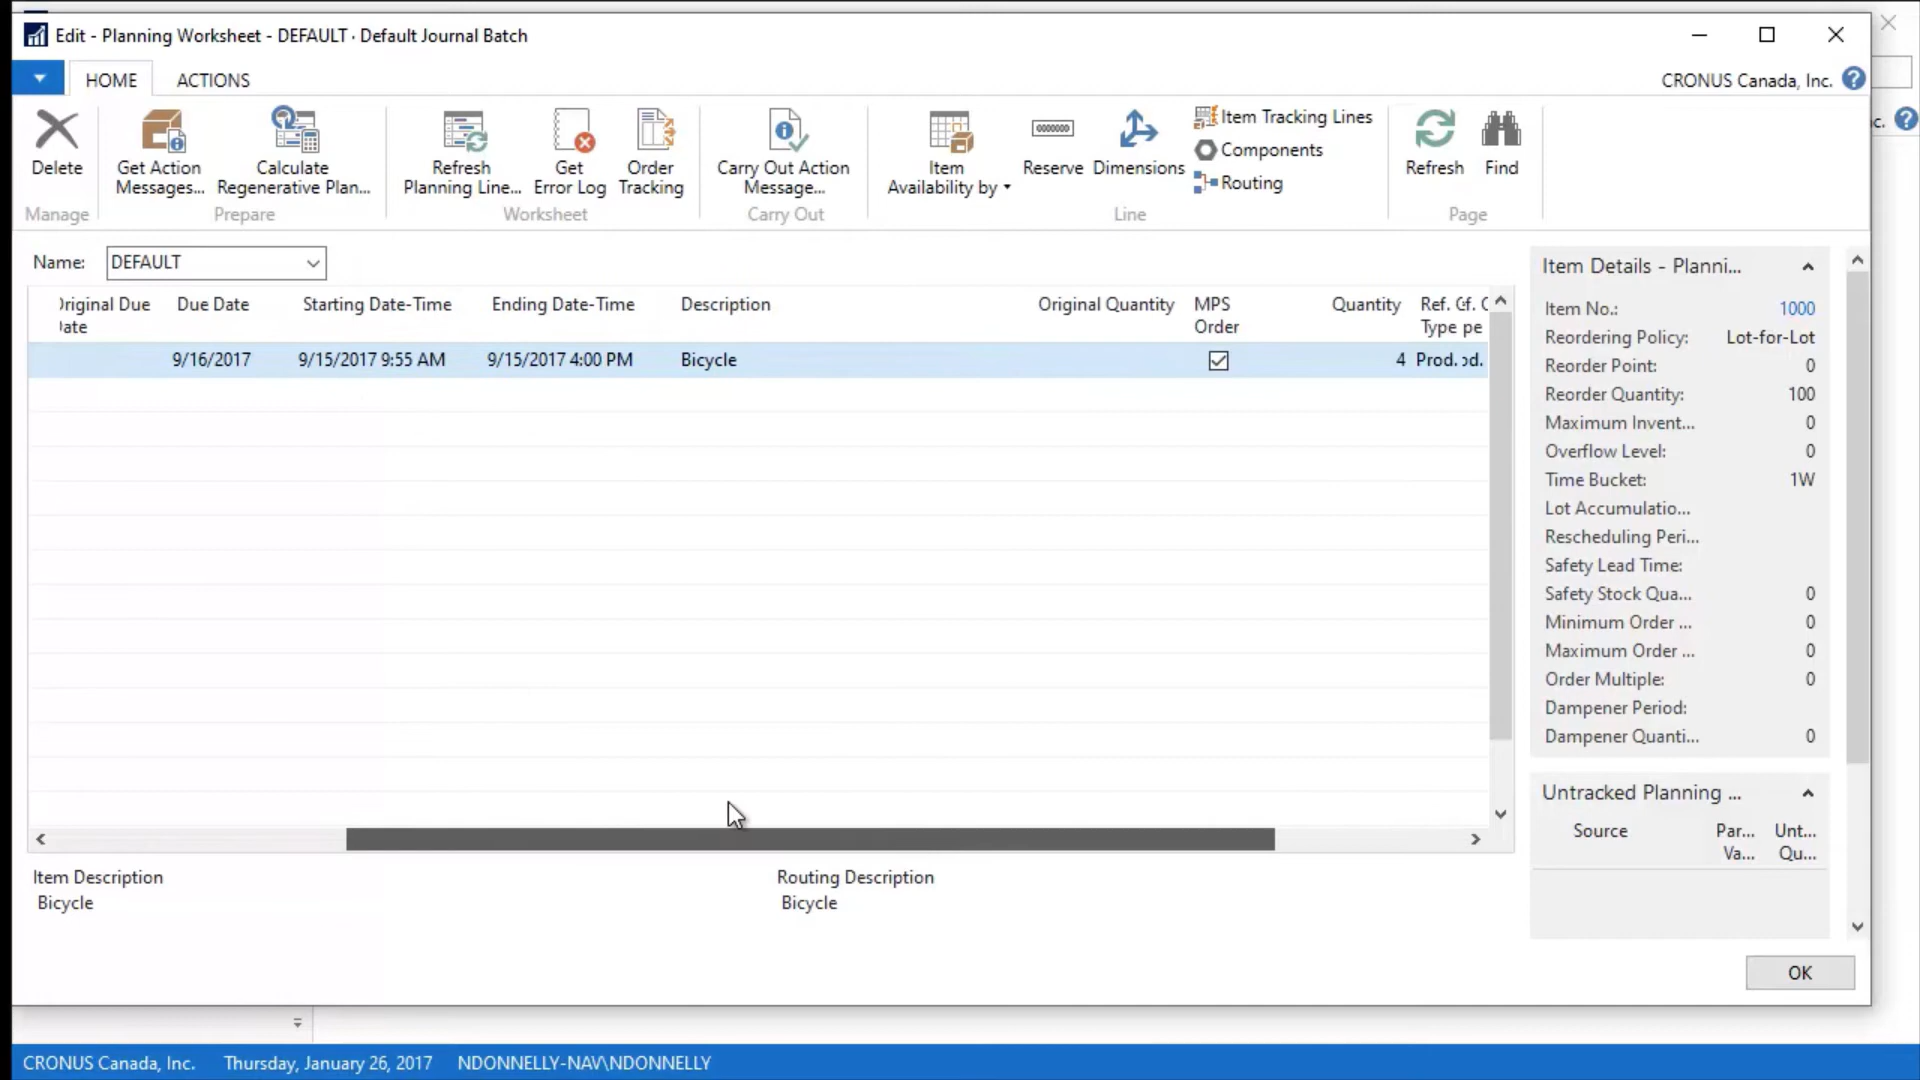 Edit - Planning Worksheet - DEFAULT · Default Journal Batch
HOME ACTIONS
CRONUS Canada, Inc.
Delete
Get Action Messages...
Calculate Regenerative Plan...
Refresh Planning Line...
Get Error Log
Order Tracking
Carry Out Action Message...
Item Availability by
Reserve
Dimensions
Item Tracking Lines
Components
Routing
Refresh
Find
c.
Manage Prepare Worksheet Carry Out Line Page
Name: DEFAULT
Original Due Date Due Date Starting Date-Time Ending Date-Time Description Original Quantity MPS Order Quantity Ref. Type
9/16/2017 9/15/2017 9:55 AM 9/15/2017 4:00 PM Bicycle 4 Prod.
Item Description
Bicycle
Routing Description
Bicycle
Item Details - Planni...
Item No.: 1000
Reordering Policy: Lot-for-Lot
Reorder Point: 0
Reorder Quantity: 100
Maximum Invent... 0
Overflow Level: 0
Time Bucket: 1W
Lot Accumulatio...
Rescheduling Peri...
Safety Lead Time:
Safety Stock Qua... 0
Minimum Order ... 0
Maximum Order ... 0
Order Multiple: 0
Dampener Period:
Dampener Quanti... 0
Untracked Planning ...
Source Par... Unt...
Va... Qu...
OK
CRONUS Canada, Inc. Thursday, January 26, 2017 NDONNELLY-NAV\NDONNELLY